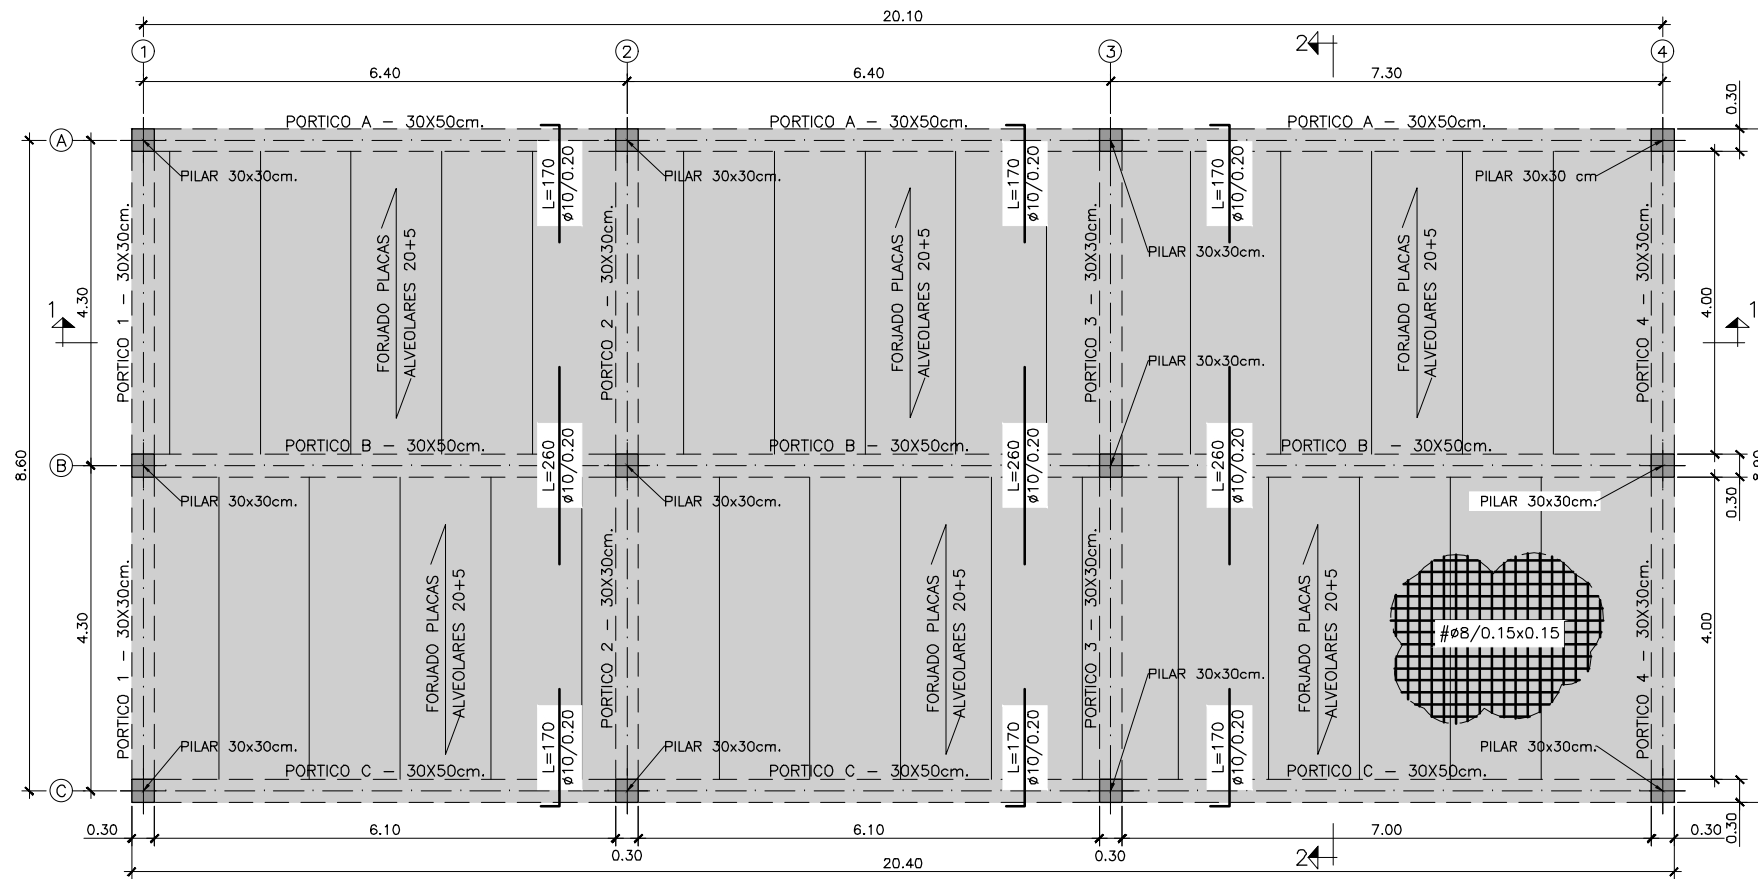 20.10
1
2
3
2
4
6.40
6.40
7.30
0.30
PORTICO A - 30X50cm.
PORTICO A - 30X50cm.
PORTICO A - 30X50cm.
A
PILAR 30x30cm.
PILAR 30x30cm.
PILAR 30x30 cm
L=170
ø10/0.20
L=170
ø10/0.20
L=170
ø10/0.20
PILAR 30x30cm.
PORTICO 1 - 30X30cm.
PORTCO 2 - 30X30cm.
PORTICO 3 - 30X30cm.
PORTICO 4 - 30X30cm.
FORJADO PLACAS
ALVEOLARES 20+5
FORJADO PLACAS
ALVEOLARES 20+5
FORJADO PLACAS
ALVEOLARES 20+5
1
4.30
4.00
1
PILAR 30x30cm.
PORTICO B - 30X50cm.
PORTICO B - 30X50cm.
PORTICO B - 30X50cm.
8.60
B
L=260
ø10/0.20
L=260
ø10/0.20
L=260
ø10/0.20
PILAR 30x30cm.
PILAR 30x30cm.
PILAR 30x30cm.
0.30
PORTICO 1 - 30X30cm.
PORTICO 2 - 30X30cm.
PORTICO 3 - 30X30cm.
PORTICO 4 - 30X30cm.
FORJADO PLACAS
ALVEOLARES 20+5
FORJADO PLACAS
ALVEOLARES 20+5
FORJADO PLACAS
ALVEOLARES 20+5
4.30
#ø8/0.15x0.15
4.00
PILAR 30x30cm.
PILAR 30x30cm.
PILAR 30x30cm.
PILAR 30x30cm.
L=170
ø10/0.20
L=170
ø10/0.20
L=170
ø10/0.20
PORTICO C - 30X50cm.
PORTICO C - 30X50cm.
PORTICO C - 30X50cm.
C
0.30
6.10
6.10
7.00
0.30
0.30
0.30
0.30
2
20.40